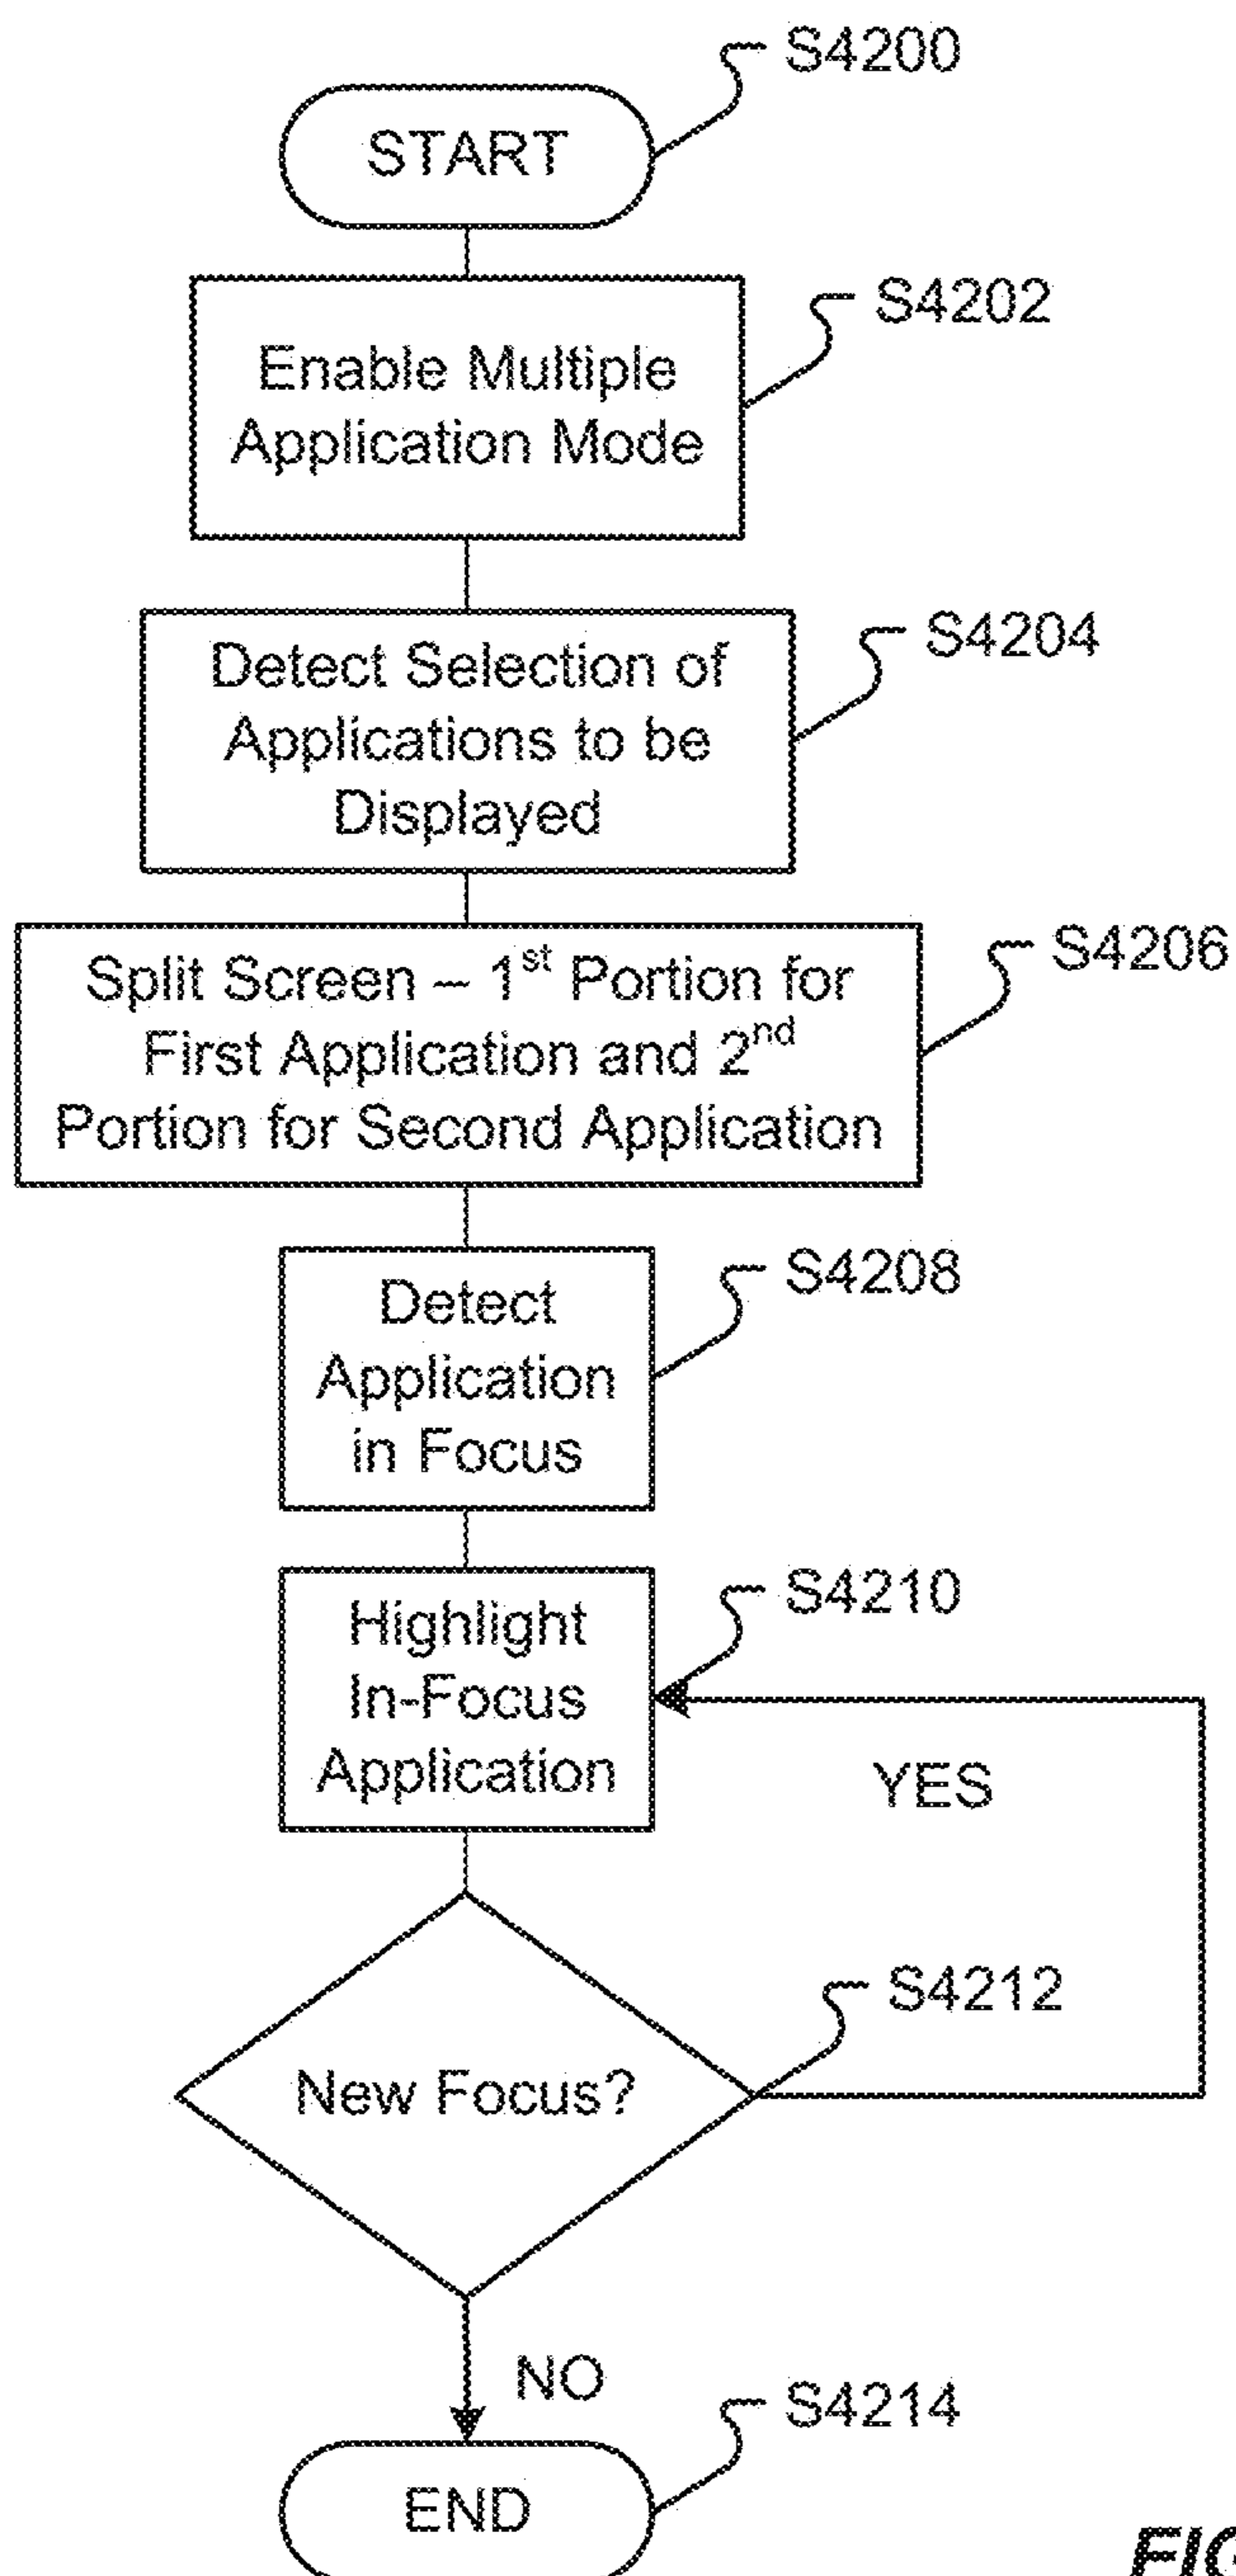 S4200
START
S4202
Enable Multiple
Application Mode
S4204
Detect Selection of
Applications to be
Displayed
S4206
Split Screen – 1st Portion for
First Application and 2nd
Portion for Second Application
S4208
Detect
Application
in Focus
S4210
Highlight
In-Focus
Application
YES
S4212
New Focus?
NO
S4214
END